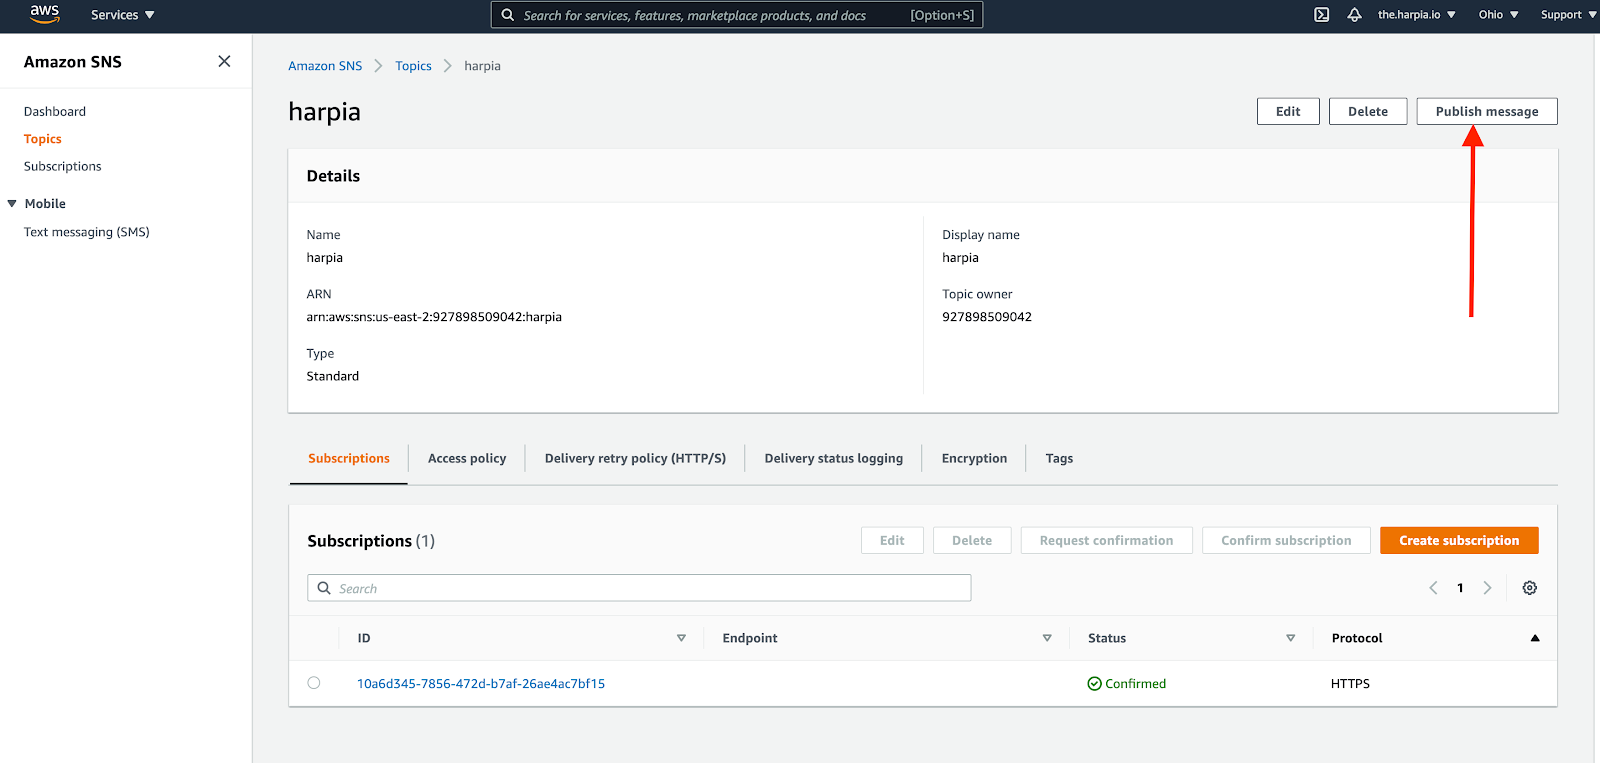 aws Services Search for services, features, marketplace products, and docs [Option+S] the.harpia.io Ohio Support
Amazon SNS
Dashboard
Topics
Subscriptions
Mobile
Text messaging (SMS)
Amazon SNS Topics harpia
harpia
Edit Delete Publish message
Details
Name
harpia
ARN
arn:aws:sns:us-east-2:927898509042:harpia
Type
Standard
Display name
harpia
Topic owner
927898509042
Subscriptions Access policy Delivery retry policy (HTTP/S) Delivery status logging Encryption Tags
Subscriptions (1) Edit Delete Request confirmation Confirm subscription Create subscription
Search 1
ID Endpoint Status Protocol
10a6d345-7856-472d-b7af-26ae4ac7bf15 Confirmed HTTPS